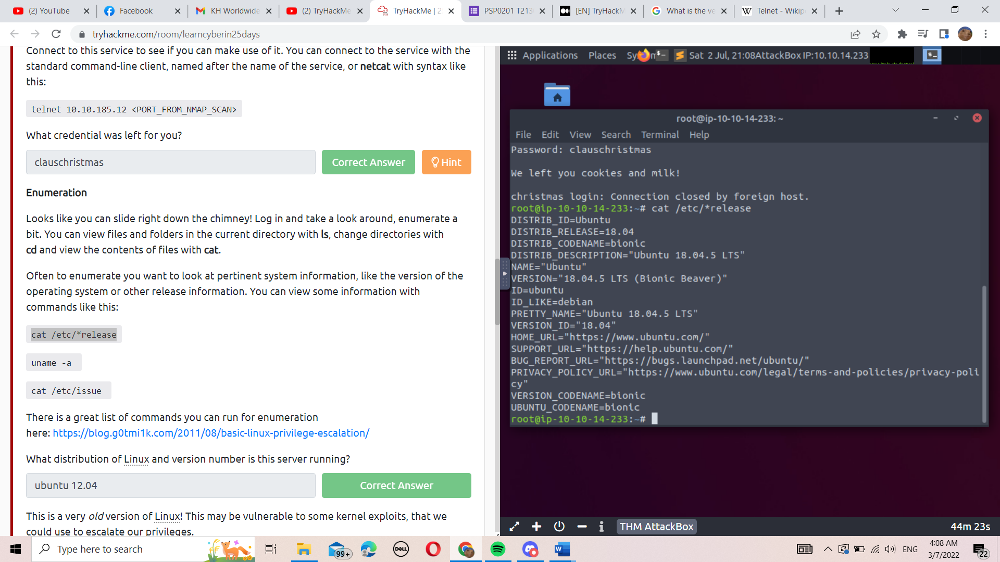 (2) YouTube
Facebook
KH Worldwide
(2) TryHackMe
TryHackMe | 2
PSP0201 T213
[EN] TryHackM
What is the ve
Telnet - Wikipe
tryhackme.com/room/learncyberin25days
Connect to this service to see if you can make use of it. You can connect to the service with the
standard command-line client, named after the name of the service, or netcat with syntax like
this:
telnet 10.10.185.12 <PORT_FROM_NMAP_SCAN>
What credential was left for you?
clauschristmas
Correct Answer
Hint
Enumeration
Looks like you can slide right down the chimney! Log in and take a look around, enumerate a
bit. You can view files and folders in the current directory with ls, change directories with
cd and view the contents of files with cat.
Often to enumerate you want to look at pertinent system information, like the version of the
operating system or other release information. You can view some information with
commands like this:
cat /etc/*release
uname -a
cat /etc/issue
There is a great list of commands you can run for enumeration
here: https://blog.g0tmi1k.com/2011/08/basic-linux-privilege-escalation/
What distribution of Linux and version number is this server running?
ubuntu 12.04
Correct Answer
This is a very old version of Linux! This may be vulnerable to some kernel exploits, that we
could use to escalate our privileges.
Applications Places Sat 2 Jul, 21:08 AttackBox IP:10.10.14.233
root@ip-10-10-14-233: ~
File Edit View Search Terminal Help
Password: clauschristmas
We left you cookies and milk!
christmas login: Connection closed by foreign host.
root@ip-10-10-14-233:~# cat /etc/*release
DISTRIB_ID=Ubuntu
DISTRIB_RELEASE=18.04
DISTRIB_CODENAME=bionic
DISTRIB_DESCRIPTION="Ubuntu 18.04.5 LTS"
NAME="Ubuntu"
VERSION="18.04.5 LTS (Bionic Beaver)"
ID=ubuntu
ID_LIKE=debian
PRETTY_NAME="Ubuntu 18.04.5 LTS"
VERSION_ID="18.04"
HOME_URL="https://www.ubuntu.com/"
SUPPORT_URL="https://help.ubuntu.com/"
BUG_REPORT_URL="https://bugs.launchpad.net/ubuntu/"
PRIVACY_POLICY_URL="https://www.ubuntu.com/legal/terms-and-policies/privacy-poli
cy"
VERSION_CODENAME=bionic
UBUNTU_CODENAME=bionic
root@ip-10-10-14-233:~#
THM AttackBox
44m 23s
Type here to search
99+
DELL
ENG
4:08 AM
3/7/2022
22